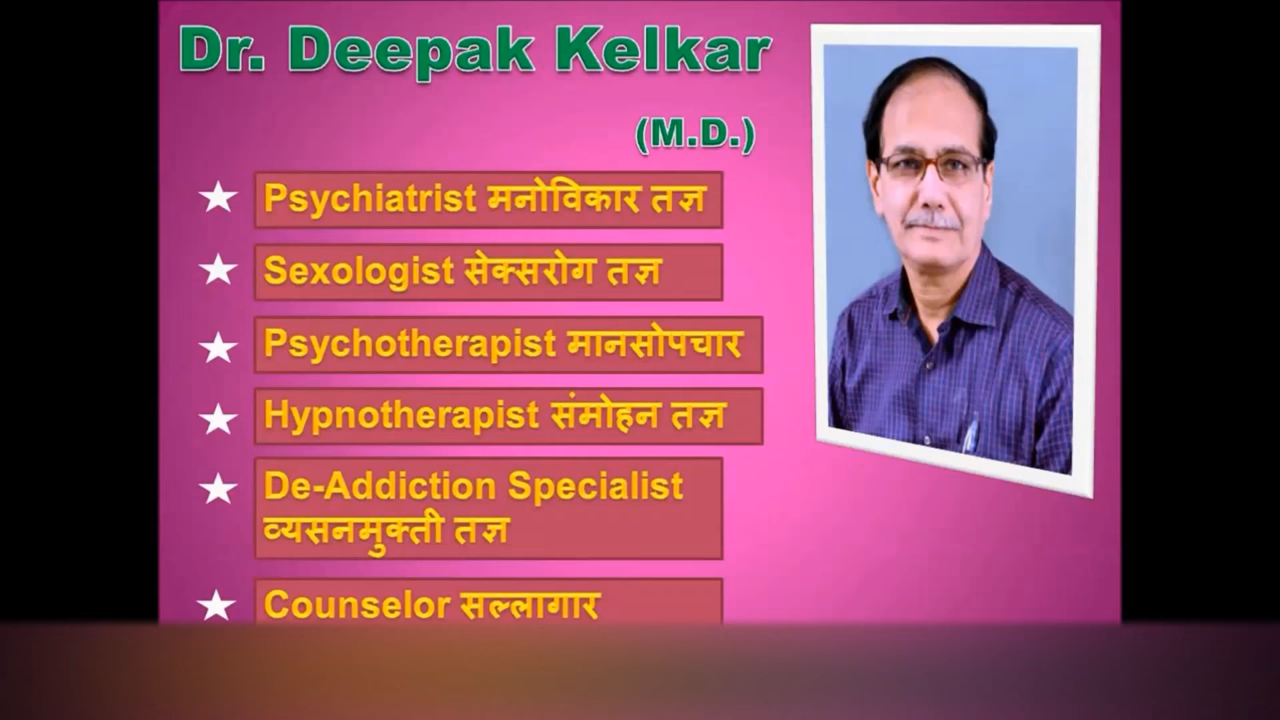 Dr. Deepak Kelkar
(M.D.)
Psychiatrist मनोविकार तज्ञ
Sexologist सेक्सरोग तज्ञ
Psychotherapist मानसोपचार
Hypnotherapist संमोहन तज्ञ
De-Addiction Specialist
व्यसनमुक्ती तज्ञ
Counselor सल्लागार